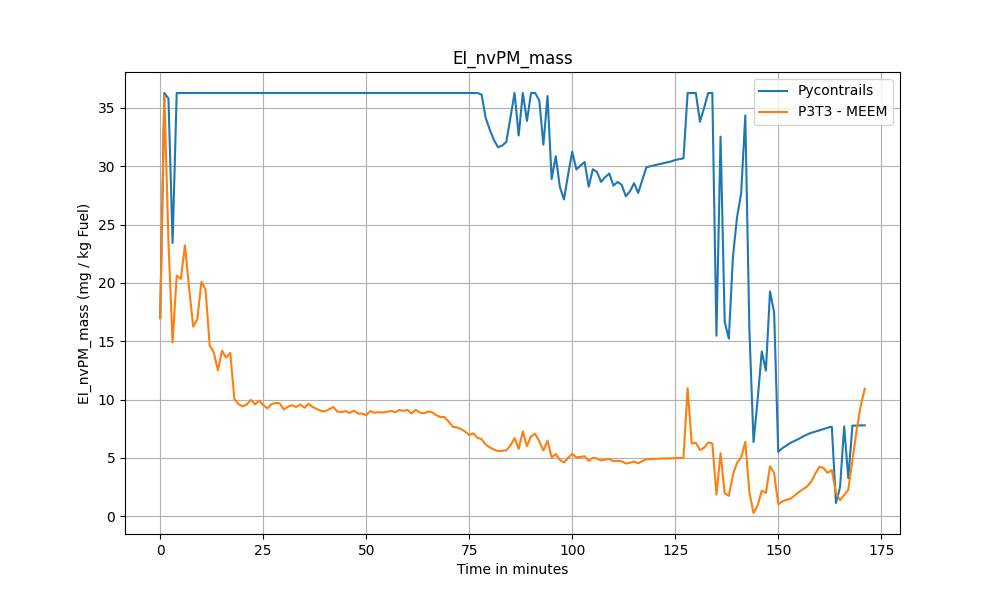 EI_nvPM_mass
Pycontrails
P3T3 - MEEM
EI_nvPM_mass (mg / kg Fuel)
35
30
25
20
15
10
5
0
0 25 50 75 100 125 150 175
Time in minutes